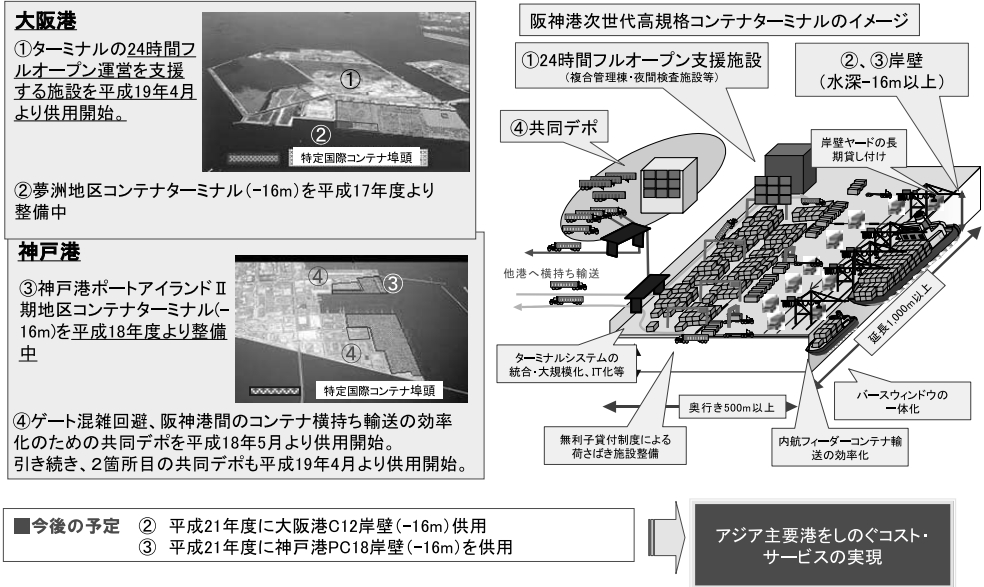 大阪港
①ターミナルの24時間フ
ルオープン運営を支援
する施設を平成19年4月
より供用開始。
①
②
特定国際コンテナ埠頭
②夢洲地区コンテナターミナル(-16m)を平成17年度より
整備中
神戸港
③神戸港ポートアイランドⅡ
期地区コンテナターミナル(-
16m)を平成18年度より整備
中
④
③
④
特定国際コンテナ埠頭
④ゲート混雑回避、阪神港間のコンテナ横持ち輸送の効率
化のための共同デポを平成18年5月より供用開始。
引き続き、2箇所目の共同デポも平成19年4月より供用開始。
阪神港次世代高規格コンテナターミナルのイメージ
①24時間フルオープン支援施設
(複合管理棟・夜間検査施設等)
②、③岸壁
(水深-16m以上)
④共同デポ
岸壁ヤードの長
期貸し付け
他港へ横持ち輸送
延長1,000m以上
ターミナルシステムの
統合・大規模化、IT化等
奥行き500m以上
バースウィンドウの
一体化
無利子貸付制度による
荷さばき施設整備
内航フィーダーコンテナ輸
送の効率化
■今後の予定 ② 平成21年度に大阪港C12岸壁(-16m)供用
③ 平成21年度に神戸港PC18岸壁(-16m)を供用
アジア主要港をしのぐコスト・
サービスの実現